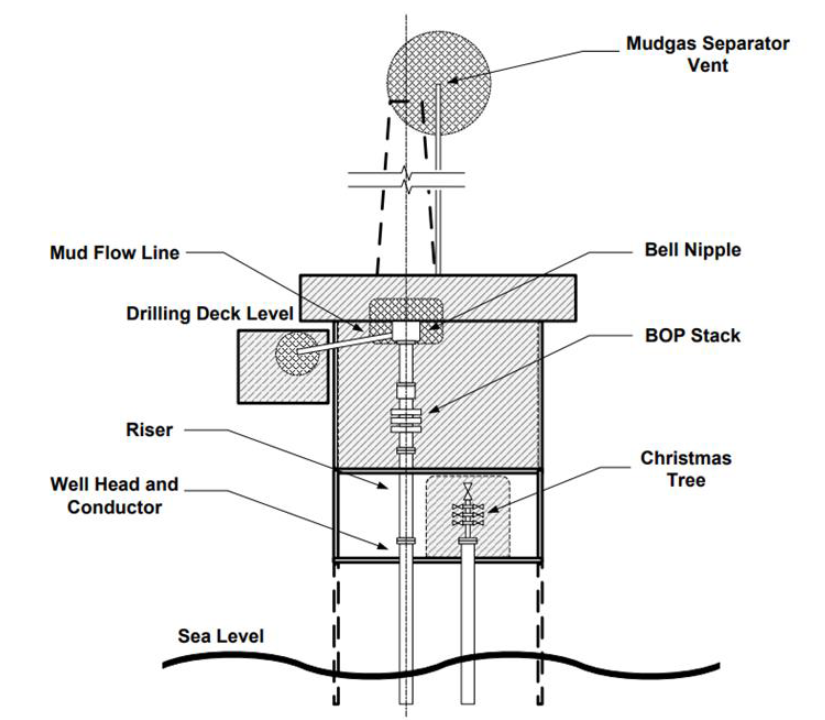 Mudgas Separator
Vent
Mud Flow Line
Bell Nipple
Drilling Deck Level
BOP Stack
Riser
Christmas
Tree
Well Head and
Conductor
Sea Level